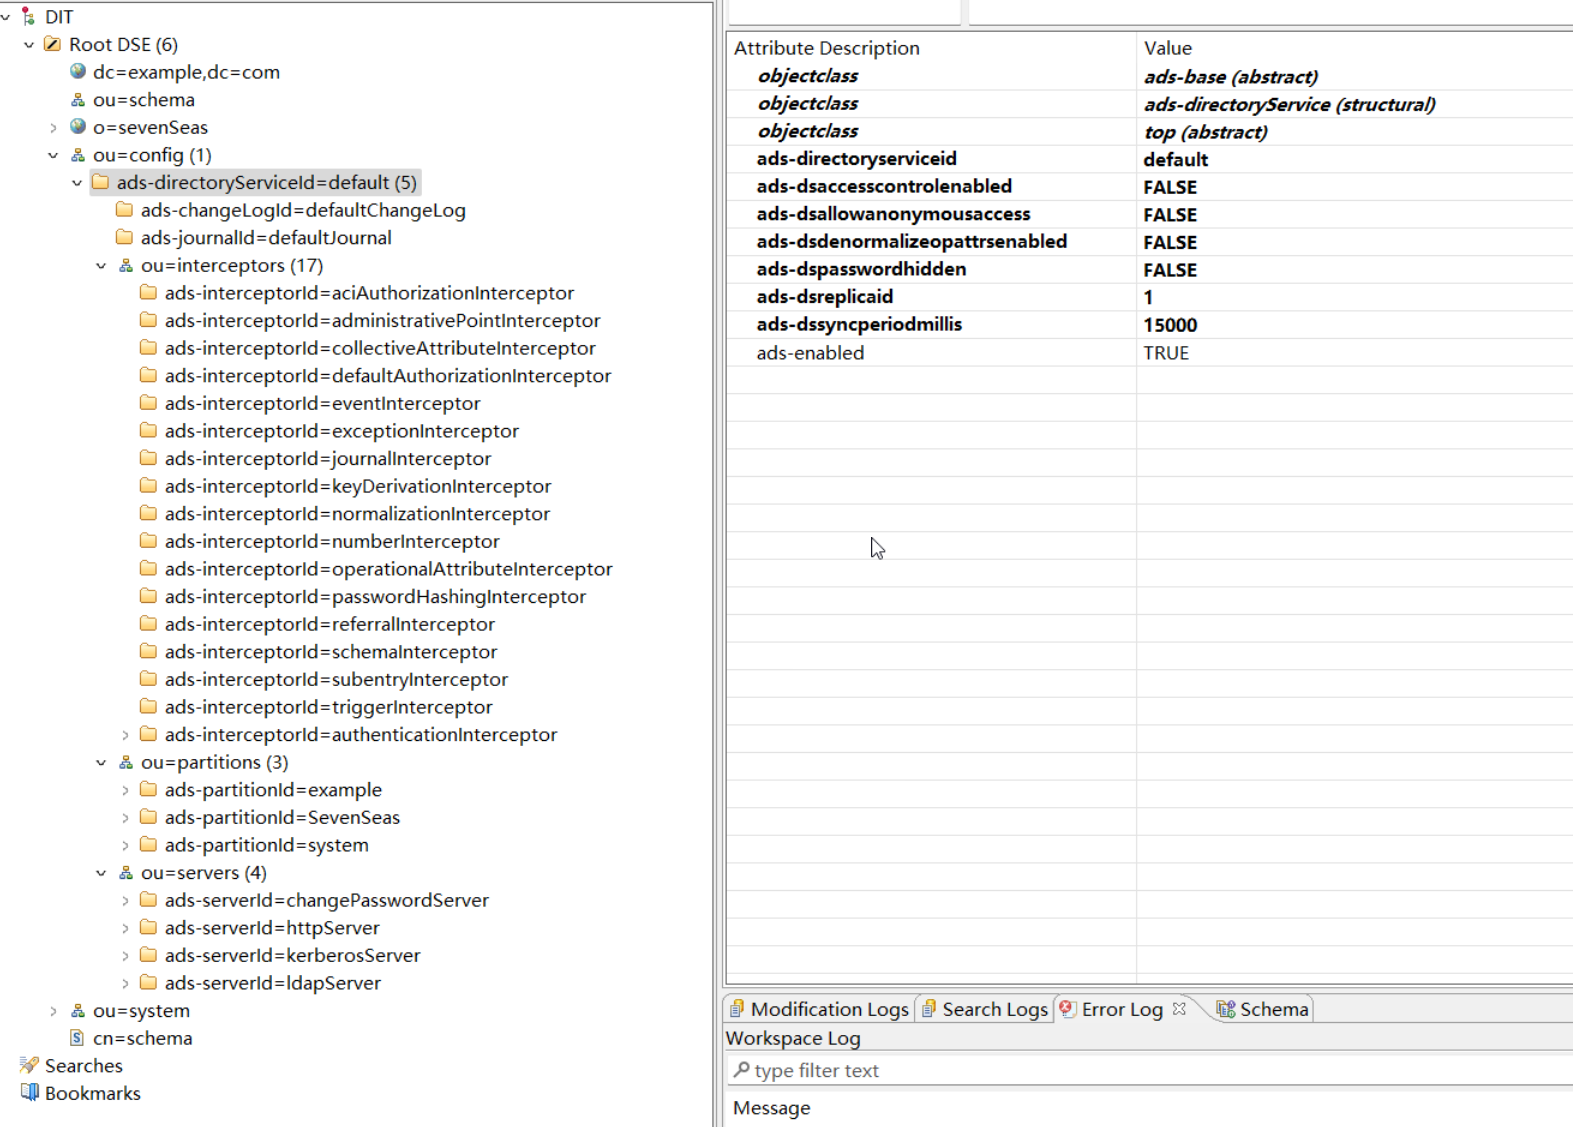 DIT
Root DSE (6)
dc=example,dc=com
ou=schema
o=sevenSeas
ou=config (1)
ads-directoryServiceId=default (5)
ads-changeLogId=defaultChangeLog
ads-journalId=defaultJournal
ou=interceptors (17)
ads-interceptorId=aciAuthorizationInterceptor
ads-interceptorId=administrativePointInterceptor
ads-interceptorId=collectiveAttributeInterceptor
ads-interceptorId=defaultAuthorizationInterceptor
ads-interceptorId=eventInterceptor
ads-interceptorId=exceptionInterceptor
ads-interceptorId=journalInterceptor
ads-interceptorId=keyDerivationInterceptor
ads-interceptorId=normalizationInterceptor
ads-interceptorId=numberInterceptor
ads-interceptorId=operationalAttributeInterceptor
ads-interceptorId=passwordHashingInterceptor
ads-interceptorId=referralInterceptor
ads-interceptorId=schemaInterceptor
ads-interceptorId=subentryInterceptor
ads-interceptorId=triggerInterceptor
ads-interceptorId=authenticationInterceptor
ou=partitions (3)
ads-partitionId=example
ads-partitionId=SevenSeas
ads-partitionId=system
ou=servers (4)
ads-serverId=changePasswordServer
ads-serverId=httpServer
ads-serverId=kerberosServer
ads-serverId=ldapServer
ou=system
cn=schema
Searches
Bookmarks
Attribute Description Value
objectclass ads-base (abstract)
objectclass ads-directoryService (structural)
objectclass top (abstract)
ads-directoryserviceid default
ads-dsaccesscontrolenabled FALSE
ads-dsallowanonymousaccess FALSE
ads-dsdenormalizeopattrsenabled FALSE
ads-dspasswordhidden FALSE
ads-dsreplicaid 1
ads-dssyncperiodmillis 15000
ads-enabled TRUE
Modification Logs Search Logs Error Log Schema
Workspace Log
type filter text
Message